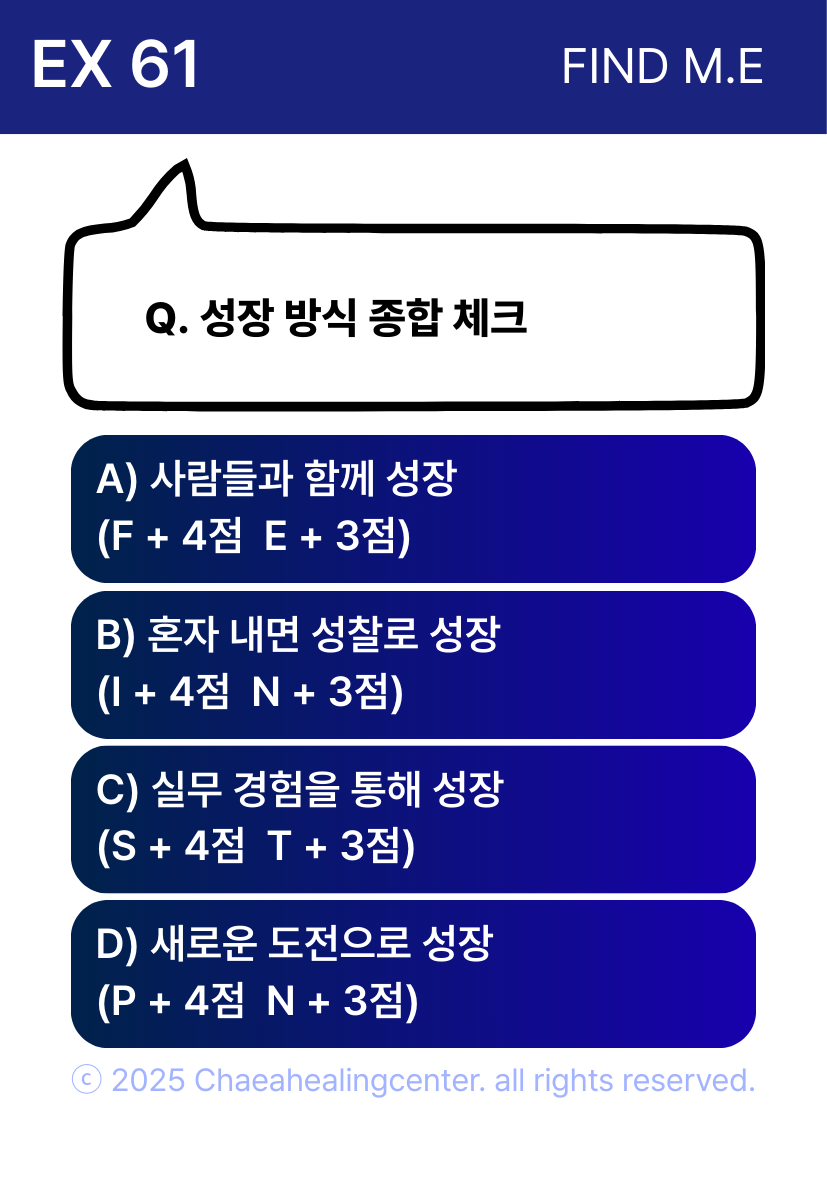 EX 61
FIND M.E
Q. 성장 방식 종합 체크
A) 사람들과 함께 성장
(F + 4점  E + 3점)
B) 혼자 내면 성찰로 성장
(I + 4점  N + 3점)
C) 실무 경험을 통해 성장
(S + 4점  T + 3점)
D) 새로운 도전으로 성장
(P + 4점  N + 3점)
ⓒ 2025 Chaeahealingcenter. all rights reserved.